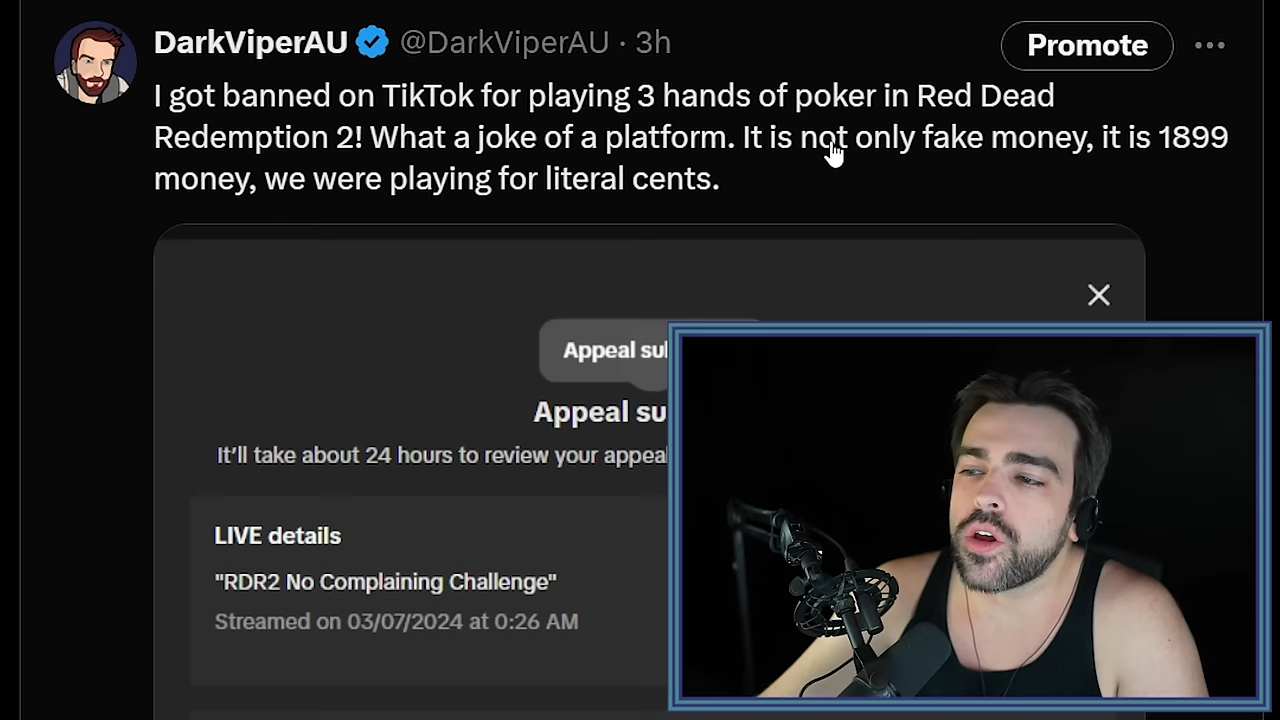 DarkViperAU @DarkViperAU · 3h
Promote
I got banned on TikTok for playing 3 hands of poker in Red Dead
Redemption 2! What a joke of a platform. It is not only fake money, it is 1899
money, we were playing for literal cents.
Appeal su
It'll take about 24 hours to review your appeal
LIVE details
"RDR2 No Complaining Challenge"
Streamed on 03/07/2024 at 0:26 AM